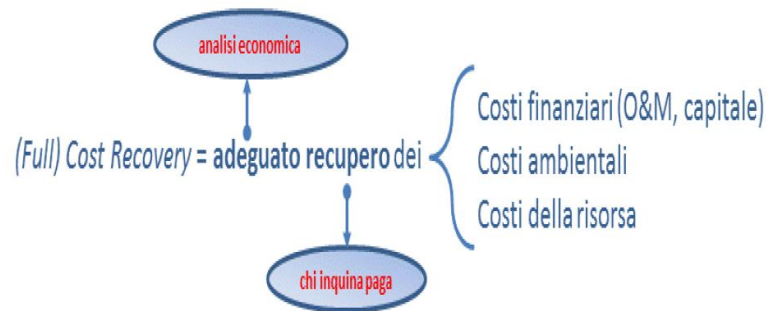 analisi economica
Costi finanziari (O&M, capitale)
(Full) Cost Recovery = adeguato recupero dei
Costi ambientali
Costi della risorsa
chi inquina paga